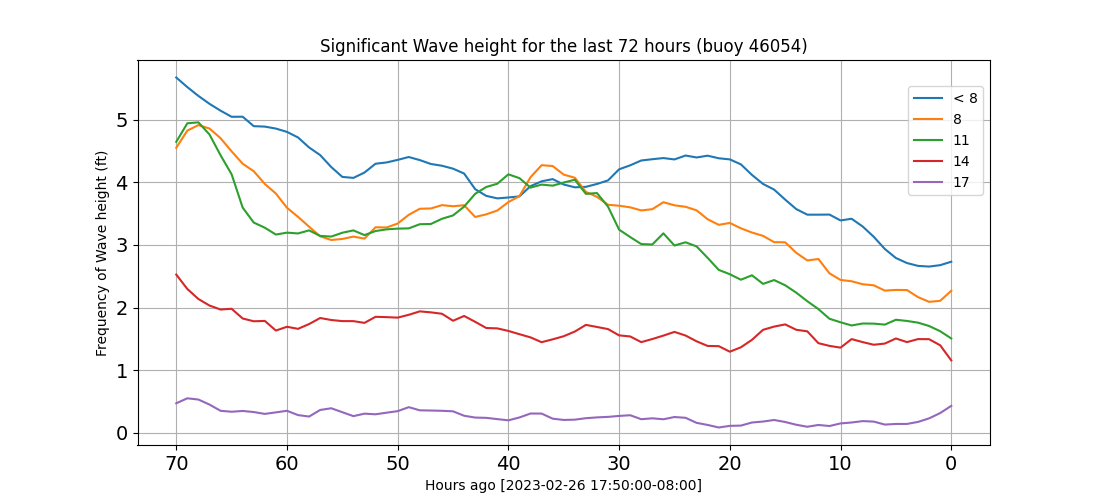 Significant Wave height for the last 72 hours (buoy 46054)
Frequency of Wave height (ft)
5
4
3
2
1
0
< 8
8
11
14
17
70 60 50 40 30 20 10 0
Hours ago [2023-02-26 17:50:00-08:00]